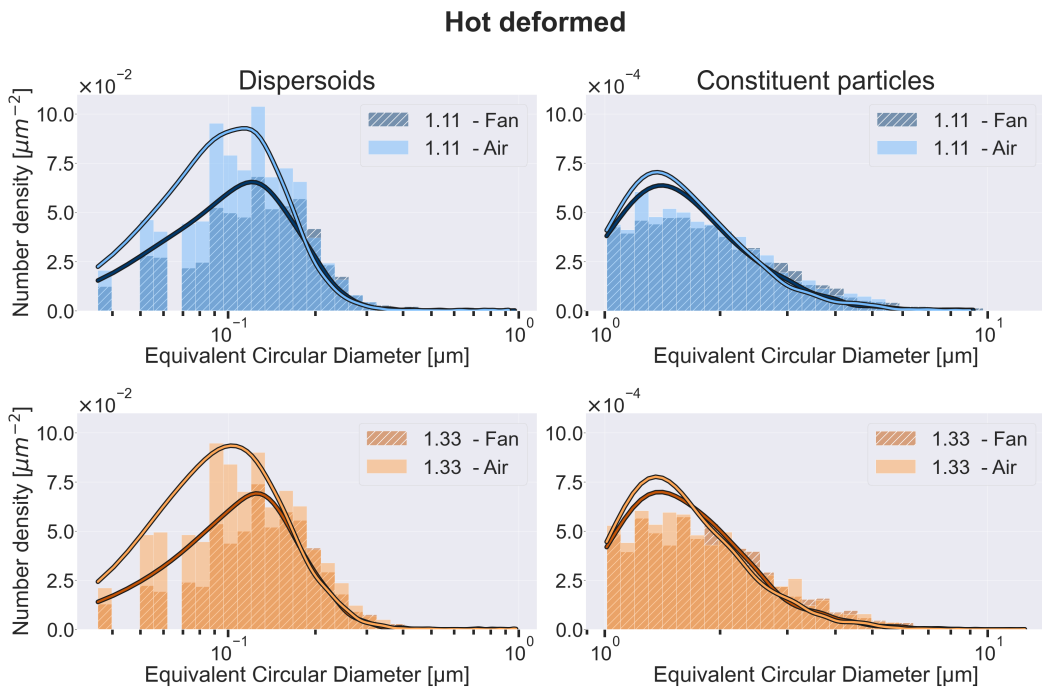 Hot deformed
Dispersoids
×10⁻²
Number density [μm⁻²]
10.0
7.5
5.0
2.5
0.0
1.11 - Fan
1.11 - Air
10⁻¹ 10⁰
Equivalent Circular Diameter [µm]
Constituent particles
×10⁻⁴
10.0
7.5
5.0
2.5
0.0
1.11 - Fan
1.11 - Air
10⁰ 10¹
Equivalent Circular Diameter [µm]
×10⁻²
Number density [μm⁻²]
10.0
7.5
5.0
2.5
0.0
1.33 - Fan
1.33 - Air
10⁻¹ 10⁰
Equivalent Circular Diameter [µm]
×10⁻⁴
10.0
7.5
5.0
2.5
0.0
1.33 - Fan
1.33 - Air
10⁰ 10¹
Equivalent Circular Diameter [µm]